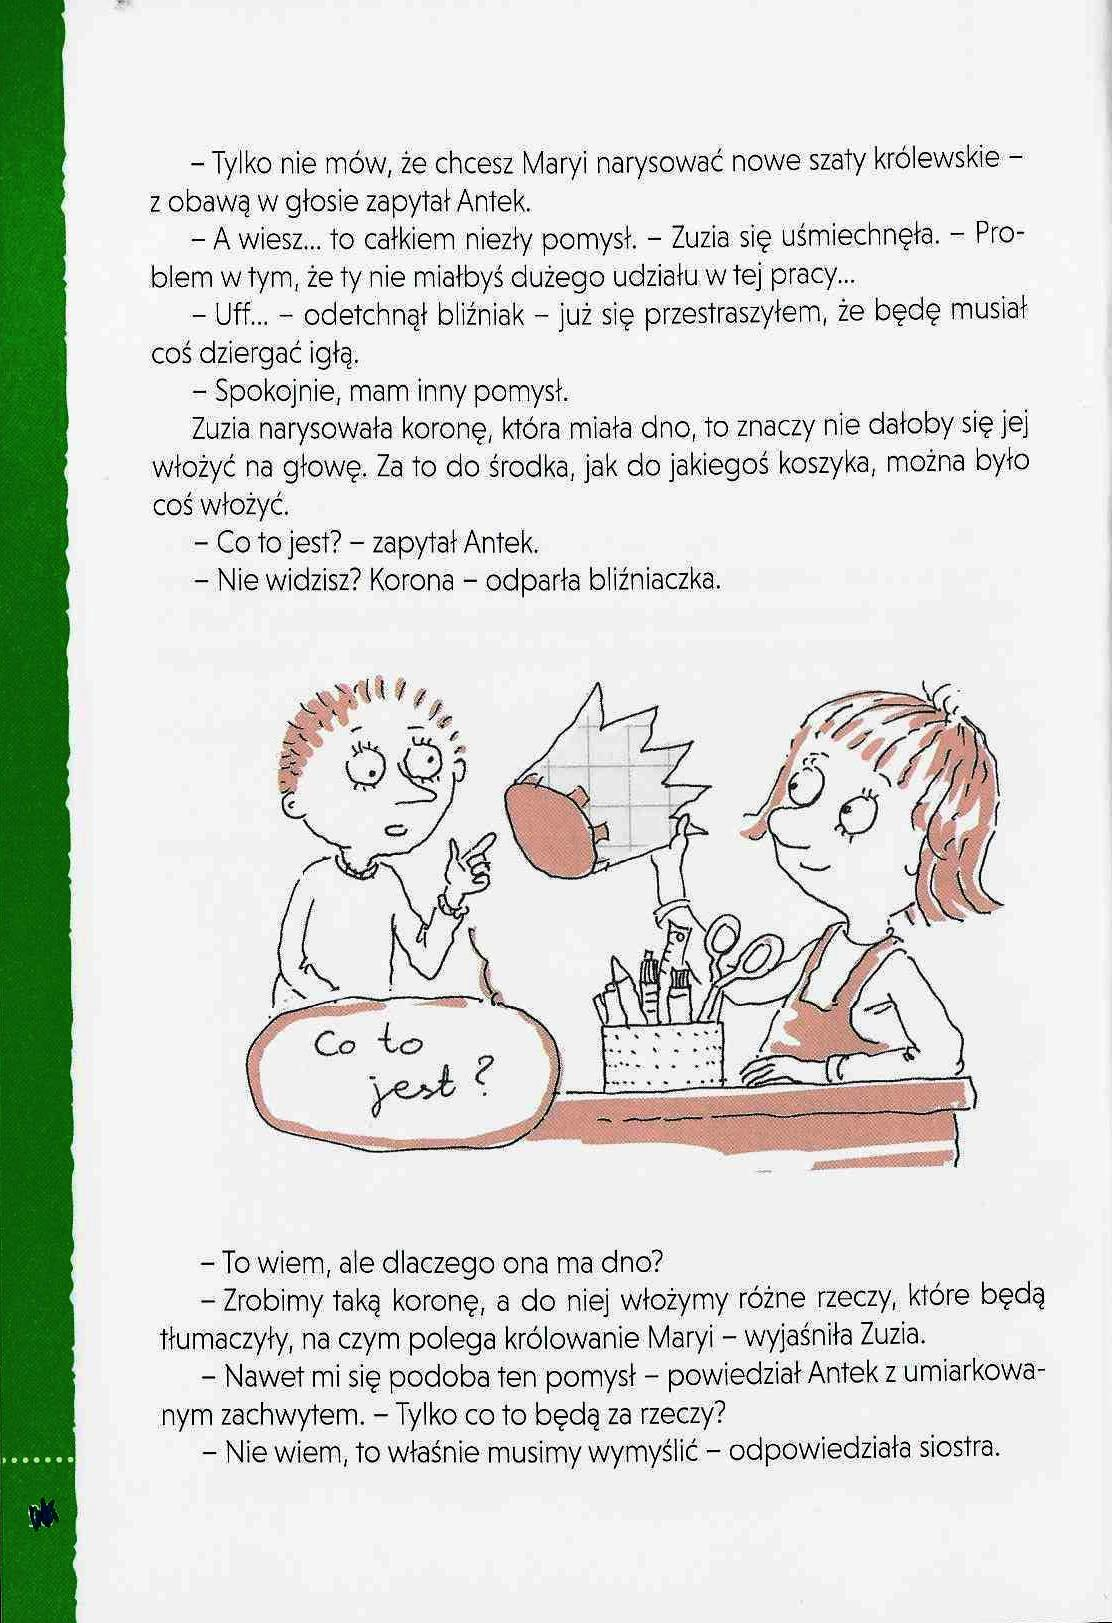 – Tylko nie mów, że chcesz Maryi narysować nowe szaty królewskie –
z obawą w głosie zapytał Antek.
– A wiesz... to całkiem niezły pomysł. – Zuzia się uśmiechnęła. – Pro-
blem w tym, że ty nie miałbyś dużego udziału w tej pracy...
– Uff... – odetchnął bliźniak – już się przestraszyłem, że będę musiał
coś dziergać igłą.
– Spokojnie, mam inny pomysł.
Zuzia narysowała koronę, która miała dno, to znaczy nie dałoby się jej
włożyć na głowę. Za to do środka, jak do jakiegoś koszyka, można było
coś włożyć.
– Co to jest? – zapytał Antek.
– Nie widzisz? Korona – odparła bliźniaczka.
Co to
jest?
– To wiem, ale dlaczego ona ma dno?
– Zrobimy taką koronę, a do niej włożymy różne rzeczy, które będą
tłumaczyły, na czym polega królowanie Maryi – wyjaśniła Zuzia.
– Nawet mi się podoba ten pomysł – powiedział Antek z umiarkowa-
nym zachwytem. – Tylko co to będą za rzeczy?
– Nie wiem, to właśnie musimy wymyślić – odpowiedziała siostra.